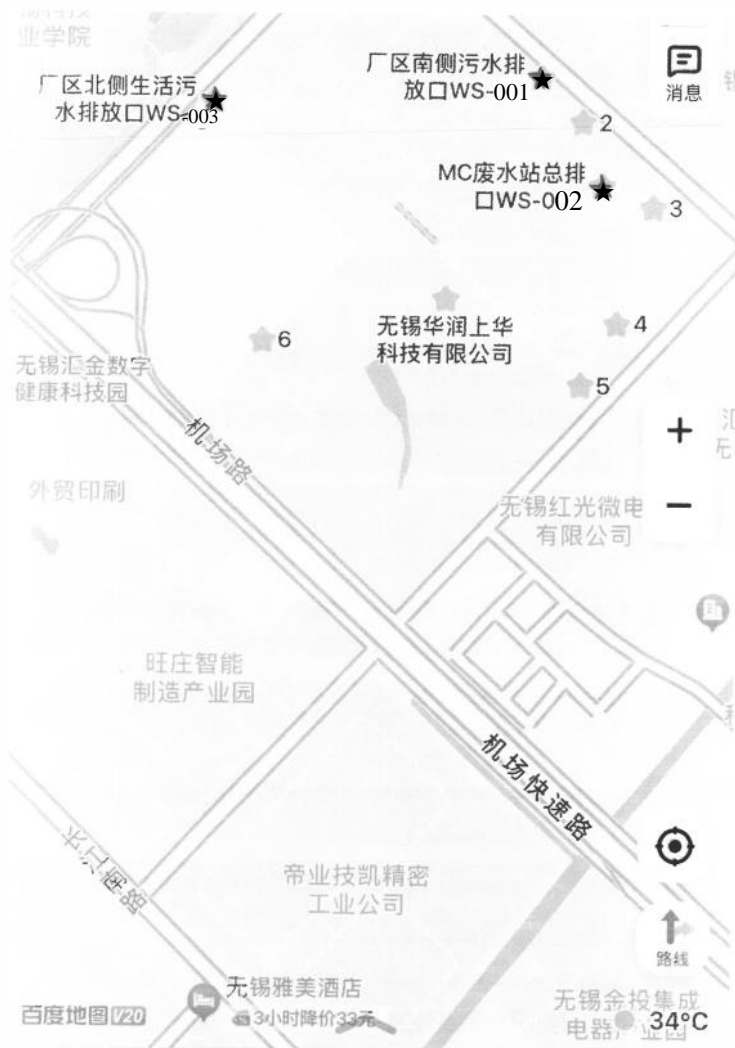 业学院
厂区北侧生活污
水排放口WS-003
厂区南侧污水排
放口WS-001
消息
2
MC废水站总排
口WS-002
3
无锡华润上华
科技有限公司
4
5
6
无锡汇金数字
健康科技园
机场路
外贸印刷
无锡红光微电
有限公司
旺庄智能
制造产业园
机场快速路
帝业技凯精密
工业公司
路线
无锡雅美酒店
3小时降价33元
百度地图V20
无锡金投集成
电器产业园
34°C